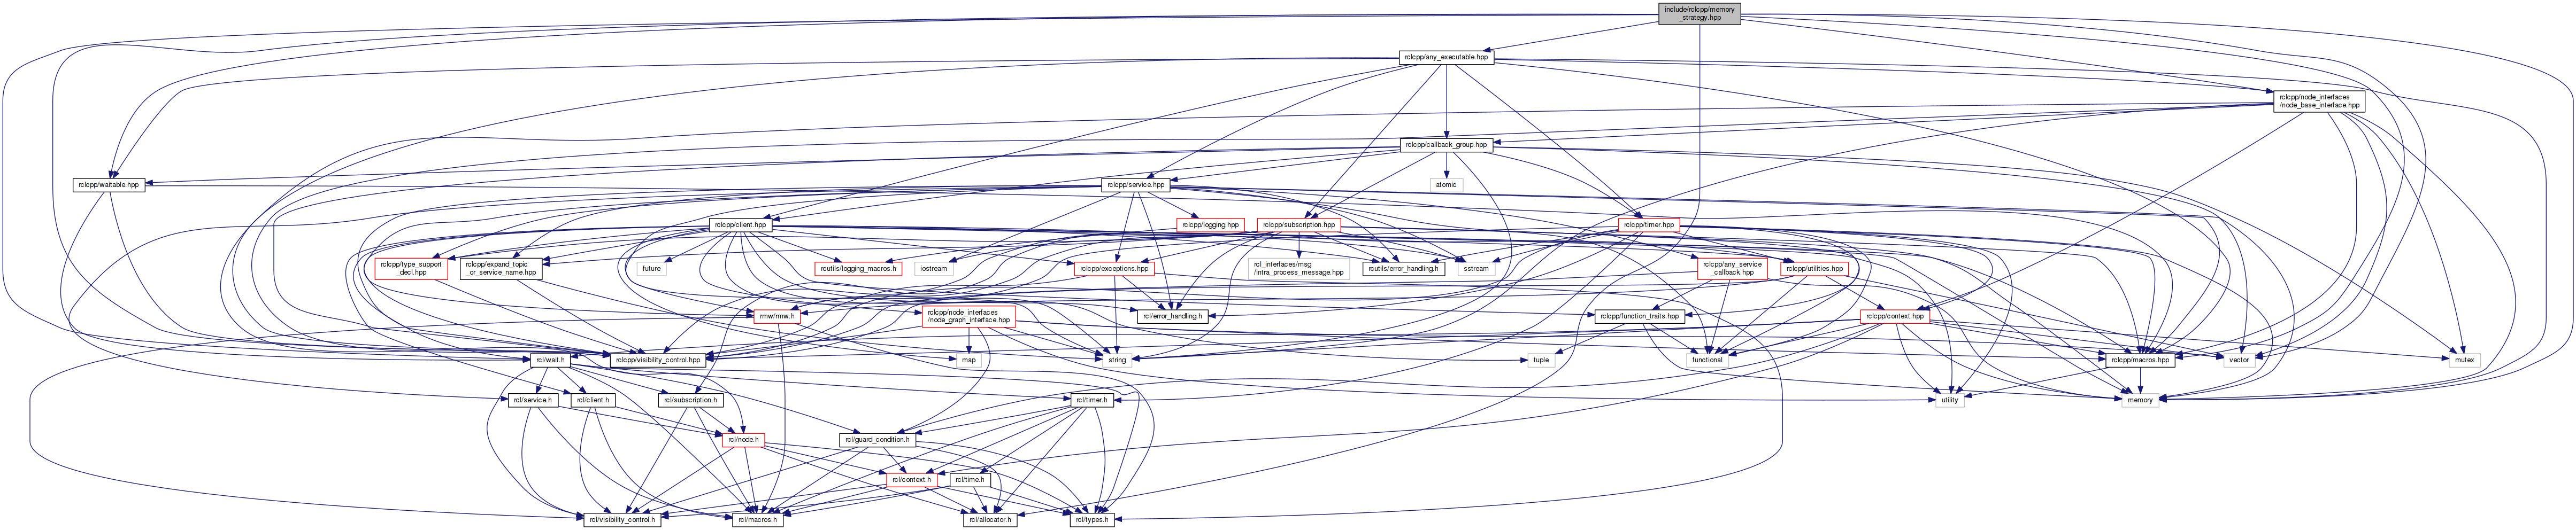 include/rclcpp/memory
_strategy.hpp
rclcpp/any_executable.hpp
rclcpp/node_interfaces
/node_base_interface.hpp
rclcpp/callback_group.hpp
rclcpp/waitable.hpp
rclcpp/service.hpp
atomic
rclcpp/client.hpp
rclcpp/logging.hpp
rclcpp/subscription.hpp
rclcpp/timer.hpp
rclcpp/type_support
_decl.hpp
rclcpp/expand_topic
_or_service_name.hpp
future
rcutils/logging_macros.h
iostream
rclcpp/exceptions.hpp
rcl_interfaces/msg
/intra_process_message.hpp
rcutils/error_handling.h
sstream
rclcpp/any_service
_callback.hpp
rclcpp/utilities.hpp
rmw/rmw.h
rclcpp/node_interfaces
/node_graph_interface.hpp
rcl/error_handling.h
rclcpp/function_traits.hpp
rclcpp/context.hpp
rcl/wait.h
rclcpp/visibility_control.hpp
map
string
tuple
functional
rclcpp/macros.hpp
vector
mutex
rcl/service.h
rcl/client.h
rcl/subscription.h
rcl/timer.h
utility
memory
rcl/node.h
rcl/guard_condition.h
rcl/context.h
rcl/time.h
rcl/visibility_control.h
rcl/macros.h
rcl/allocator.h
rcl/types.h